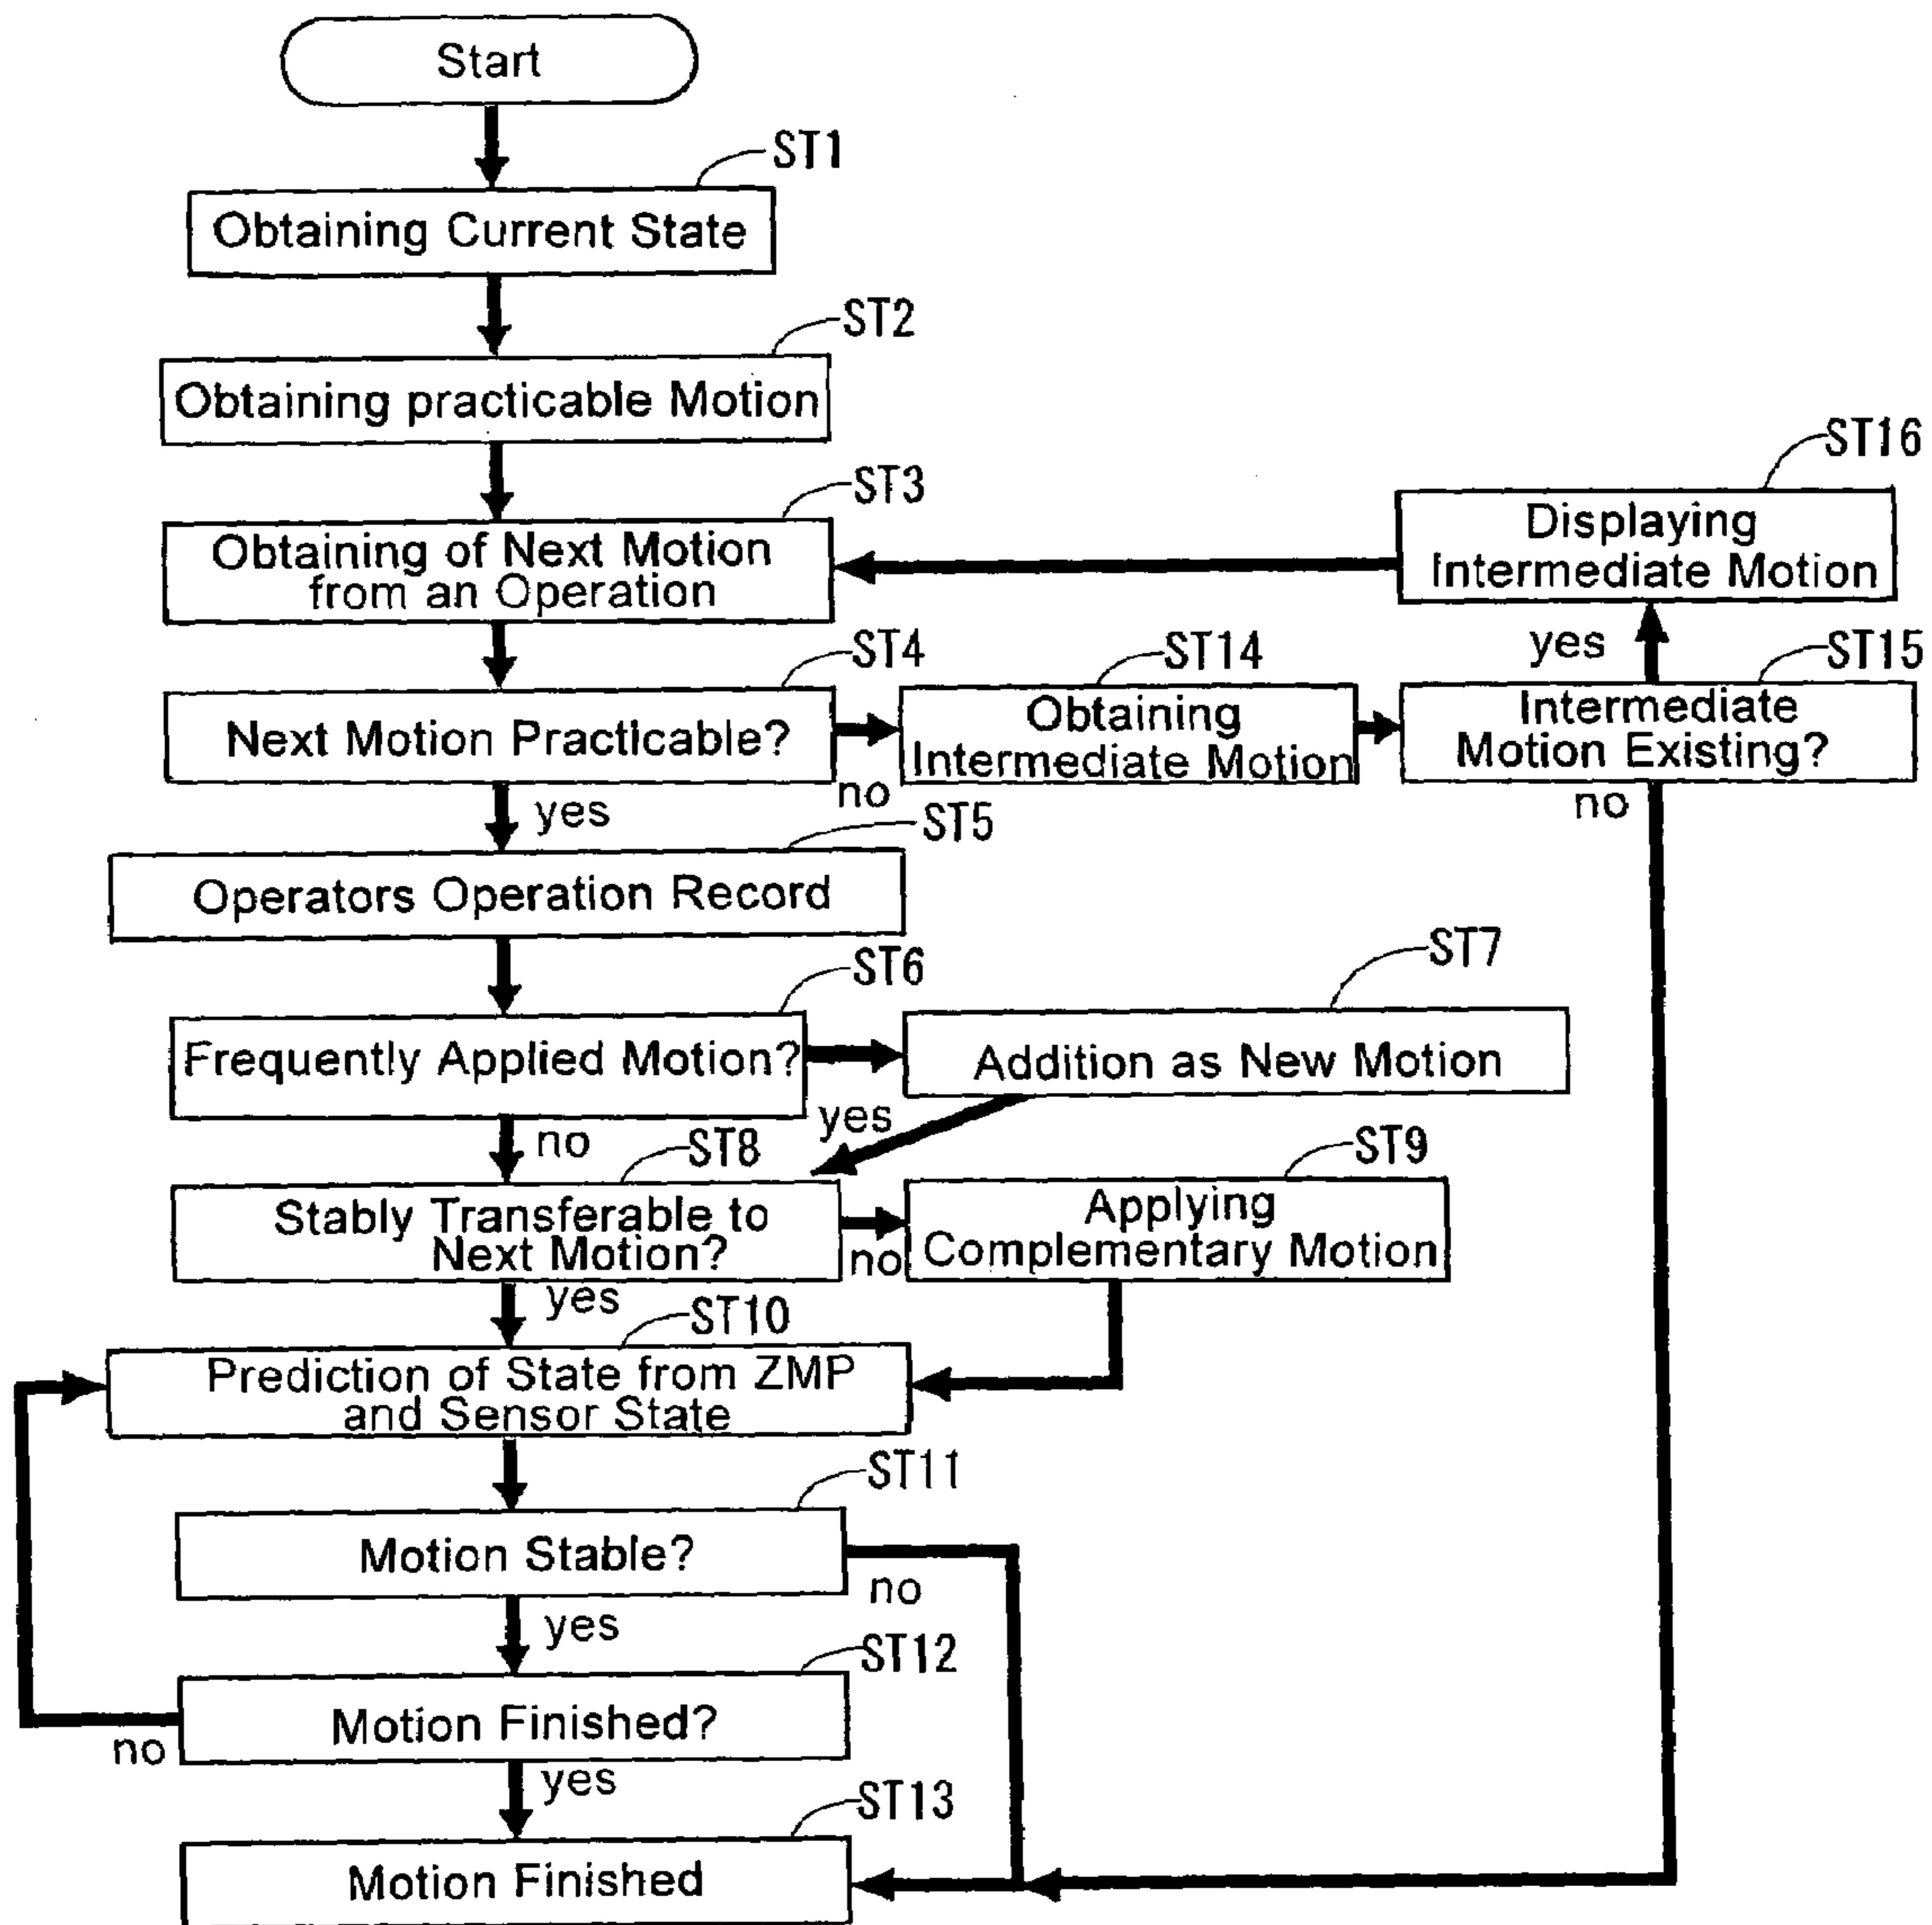 Start
ST1
Obtaining Current State
ST2
Obtaining practicable Motion
ST3
Obtaining of Next Motion
from an Operation
ST16
Displaying
Intermediate Motion
ST4
Next Motion Practicable?
no
yes
ST14
Obtaining
Intermediate Motion
ST15
Intermediate
Motion Existing?
yes
no
ST5
Operators Operation Record
ST6
Frequently Applied Motion?
yes
no
ST7
Addition as New Motion
ST8
Stably Transferable to
Next Motion?
no
yes
ST9
Applying
Complementary Motion
ST10
Prediction of State from ZMP
and Sensor State
ST11
Motion Stable?
no
yes
ST12
Motion Finished?
no
yes
ST13
Motion Finished